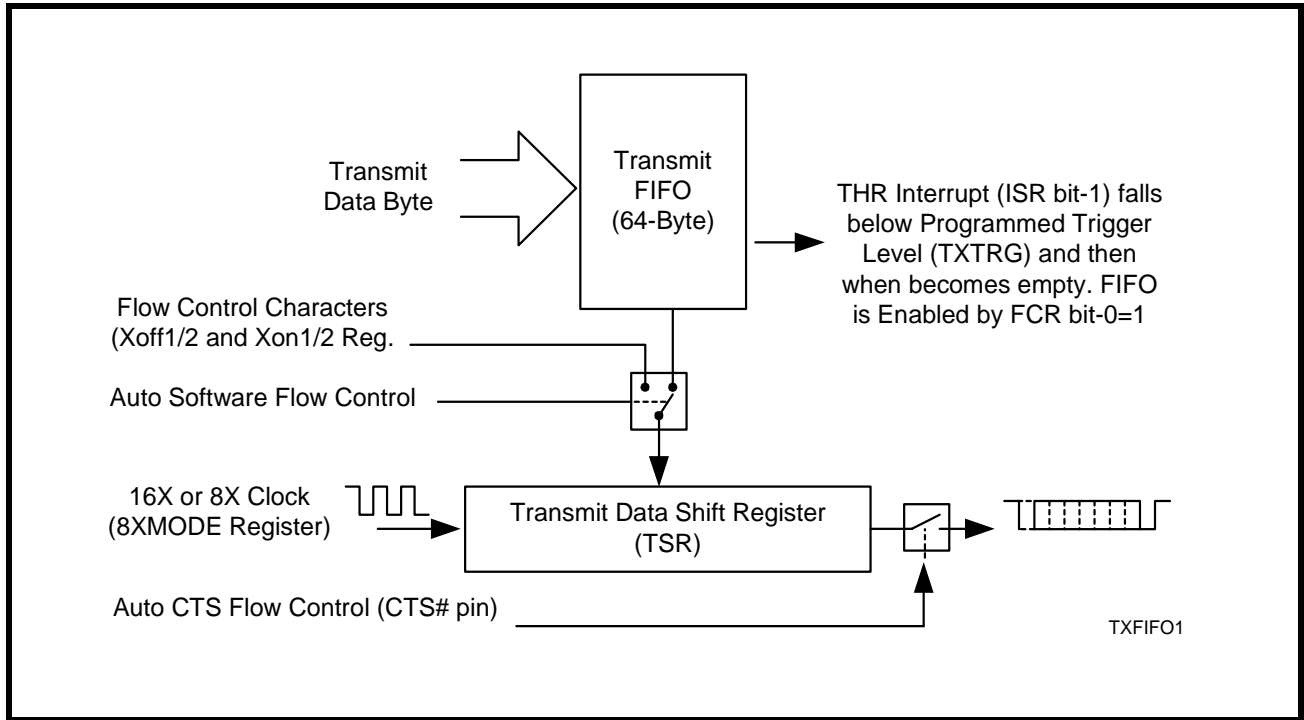 Transmit
Data Byte
Transmit
FIFO
(64-Byte)
THR Interrupt (ISR bit-1) falls
below Programmed Trigger
Level (TXTRG) and then
when becomes empty. FIFO
is Enabled by FCR bit-0=1
Flow Control Characters
(Xoff1/2 and Xon1/2 Reg.
Auto Software Flow Control
16X or 8X Clock
(8XMODE Register)
Transmit Data Shift Register
(TSR)
Auto CTS Flow Control (CTS# pin)
TXFIFO1